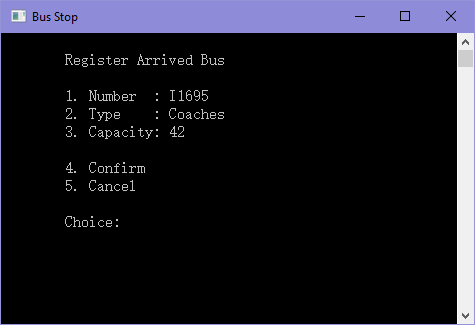 Bus Stop
Register Arrived Bus
1. Number  : I1695
2. Type    : Coaches
3. Capacity: 42
4. Confirm
5. Cancel
Choice: